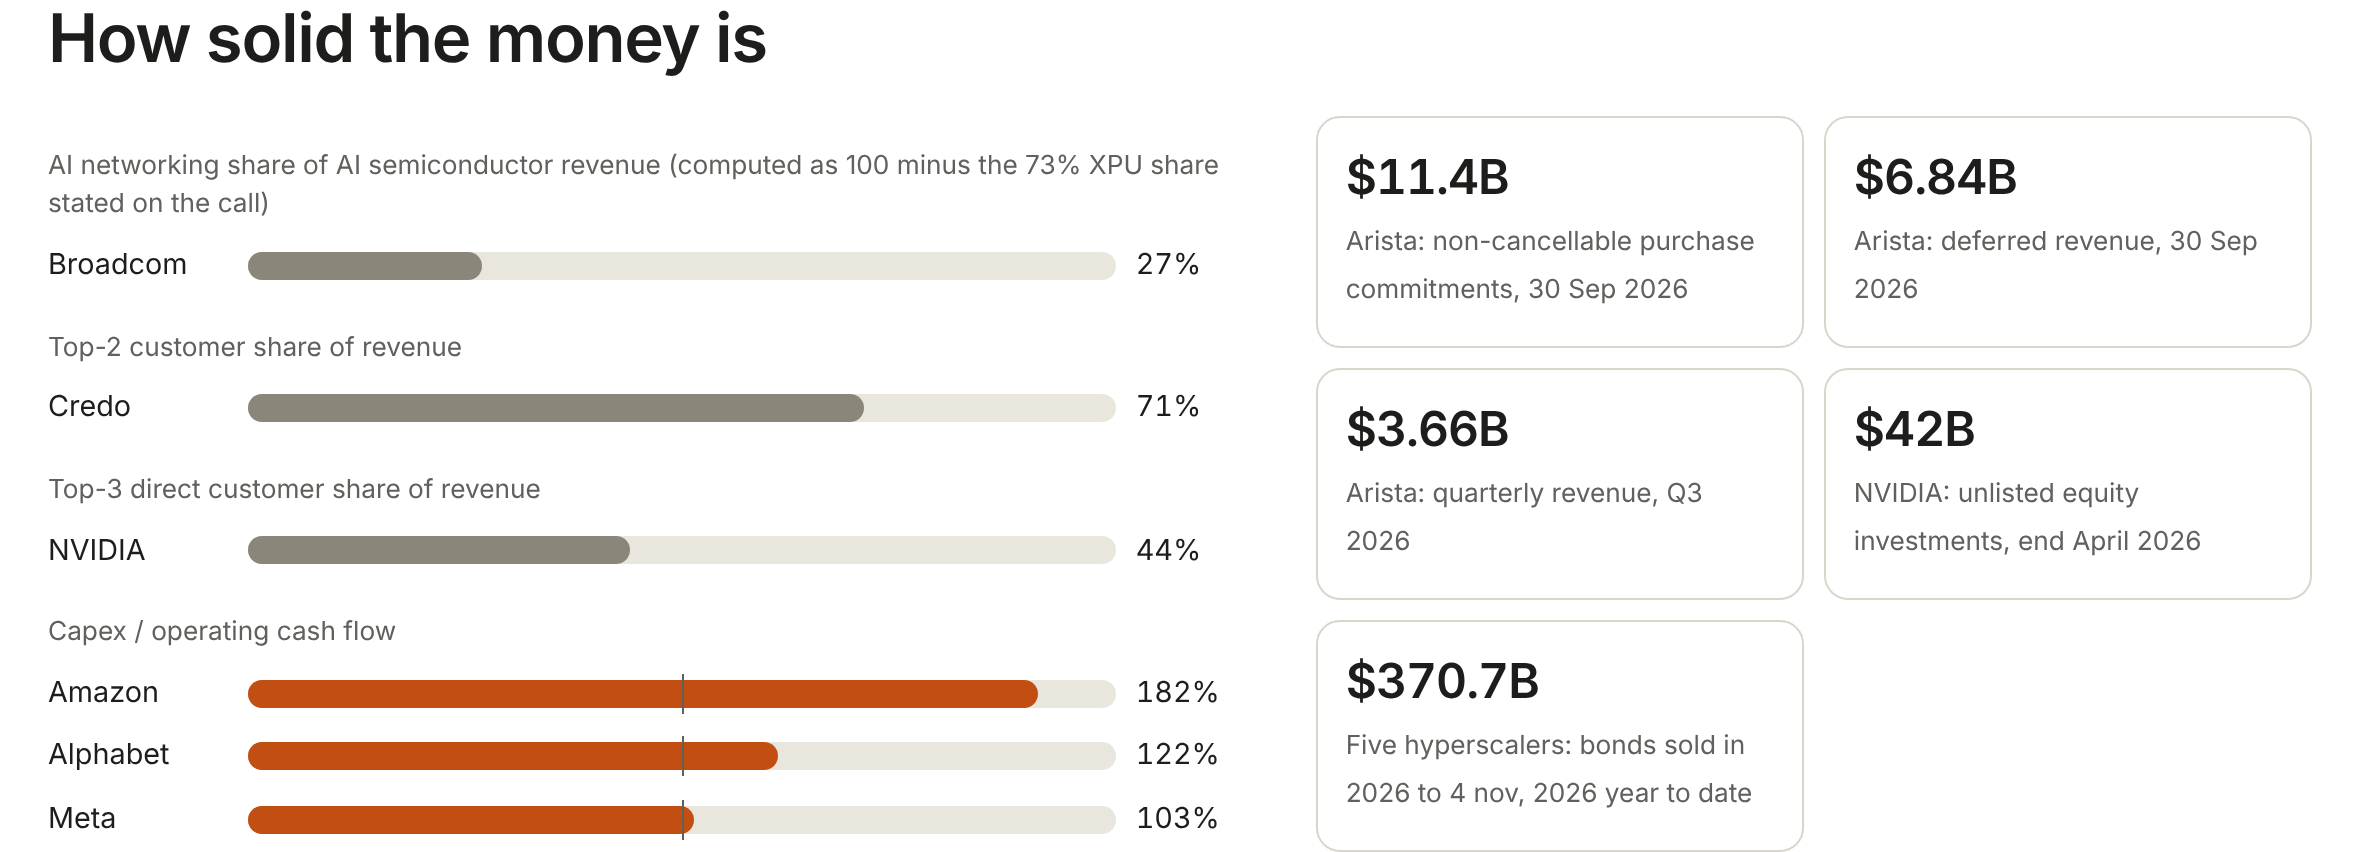 How solid the money is
AI networking share of AI semiconductor revenue (computed as 100 minus the 73% XPU share
stated on the call)
Broadcom 27%
Top-2 customer share of revenue
Credo 71%
Top-3 direct customer share of revenue
NVIDIA 44%
Capex / operating cash flow
Amazon 182%
Alphabet 122%
Meta 103%
$11.4B
Arista: non-cancellable purchase
commitments, 30 Sep 2026
$6.84B
Arista: deferred revenue, 30 Sep
2026
$3.66B
Arista: quarterly revenue, Q3
2026
$42B
NVIDIA: unlisted equity
investments, end April 2026
$370.7B
Five hyperscalers: bonds sold in
2026 to 4 nov, 2026 year to date